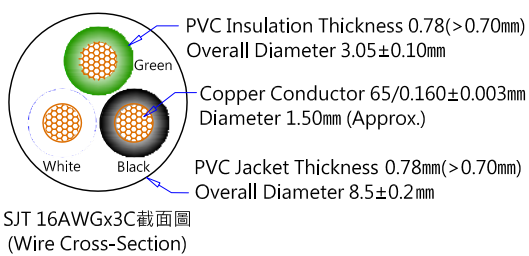 PVC Insulation Thickness 0.78(>0.70㎜)
Overall Diameter 3.05±0.10㎜
Green
Copper Conductor 65/0.160±0.003㎜
Diameter 1.50㎜ (Approx.)
White
Black
PVC Jacket Thickness 0.78㎜(>0.70㎜)
Overall Diameter 8.5±0.2㎜
SJT 16AWGx3C截面圖
(Wire Cross-Section)